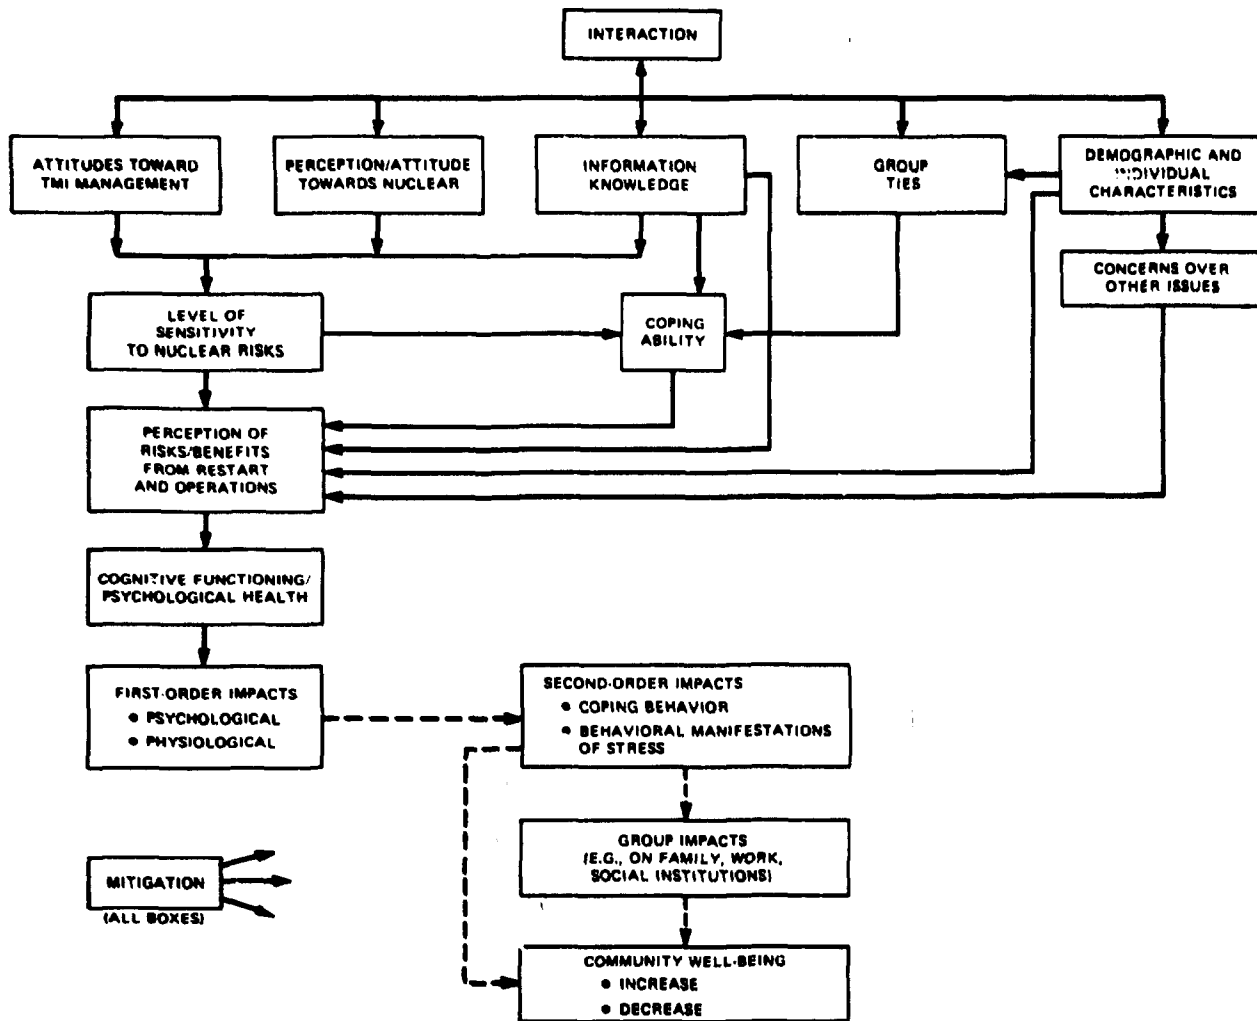 INTERACTION
ATTITUDES TOWARD
TMI MANAGEMENT
PERCEPTION/ATTITUDE
TOWARDS NUCLEAR
INFORMATION
KNOWLEDGE
GROUP
TIES
DEMOGRAPHIC AND
INDIVIDUAL
CHARACTERISTICS
CONCERNS OVER
OTHER ISSUES
LEVEL OF
SENSITIVITY
TO NUCLEAR RISKS
COPING
ABILITY
PERCEPTION OF
RISKS/BENEFITS
FROM RESTART
AND OPERATIONS
COGNITIVE FUNCTIONING/
PSYCHOLOGICAL HEALTH
FIRST-ORDER IMPACTS
• PSYCHOLOGICAL
• PHYSIOLOGICAL
SECOND-ORDER IMPACTS
• COPING BEHAVIOR
• BEHAVIORAL MANIFESTATIONS
OF STRESS
GROUP IMPACTS
(E.G., ON FAMILY, WORK,
SOCIAL INSTITUTIONS)
MITIGATION
(ALL BOXES)
COMMUNITY WELL-BEING
• INCREASE
• DECREASE